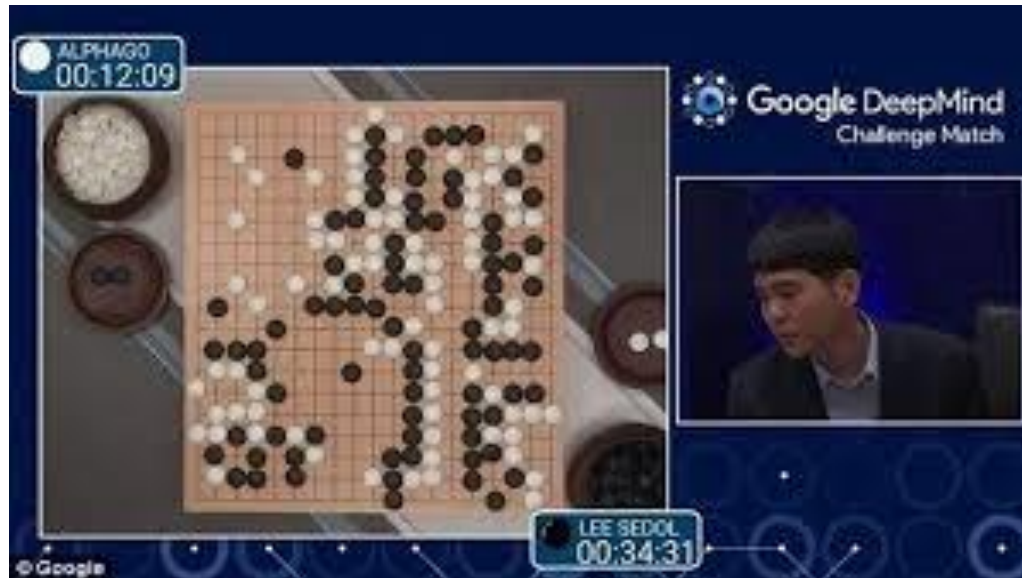 ALPHAGO
00:12:09
Google DeepMind
Challenge Match
LEE SEDOL
00:34:31
© Google